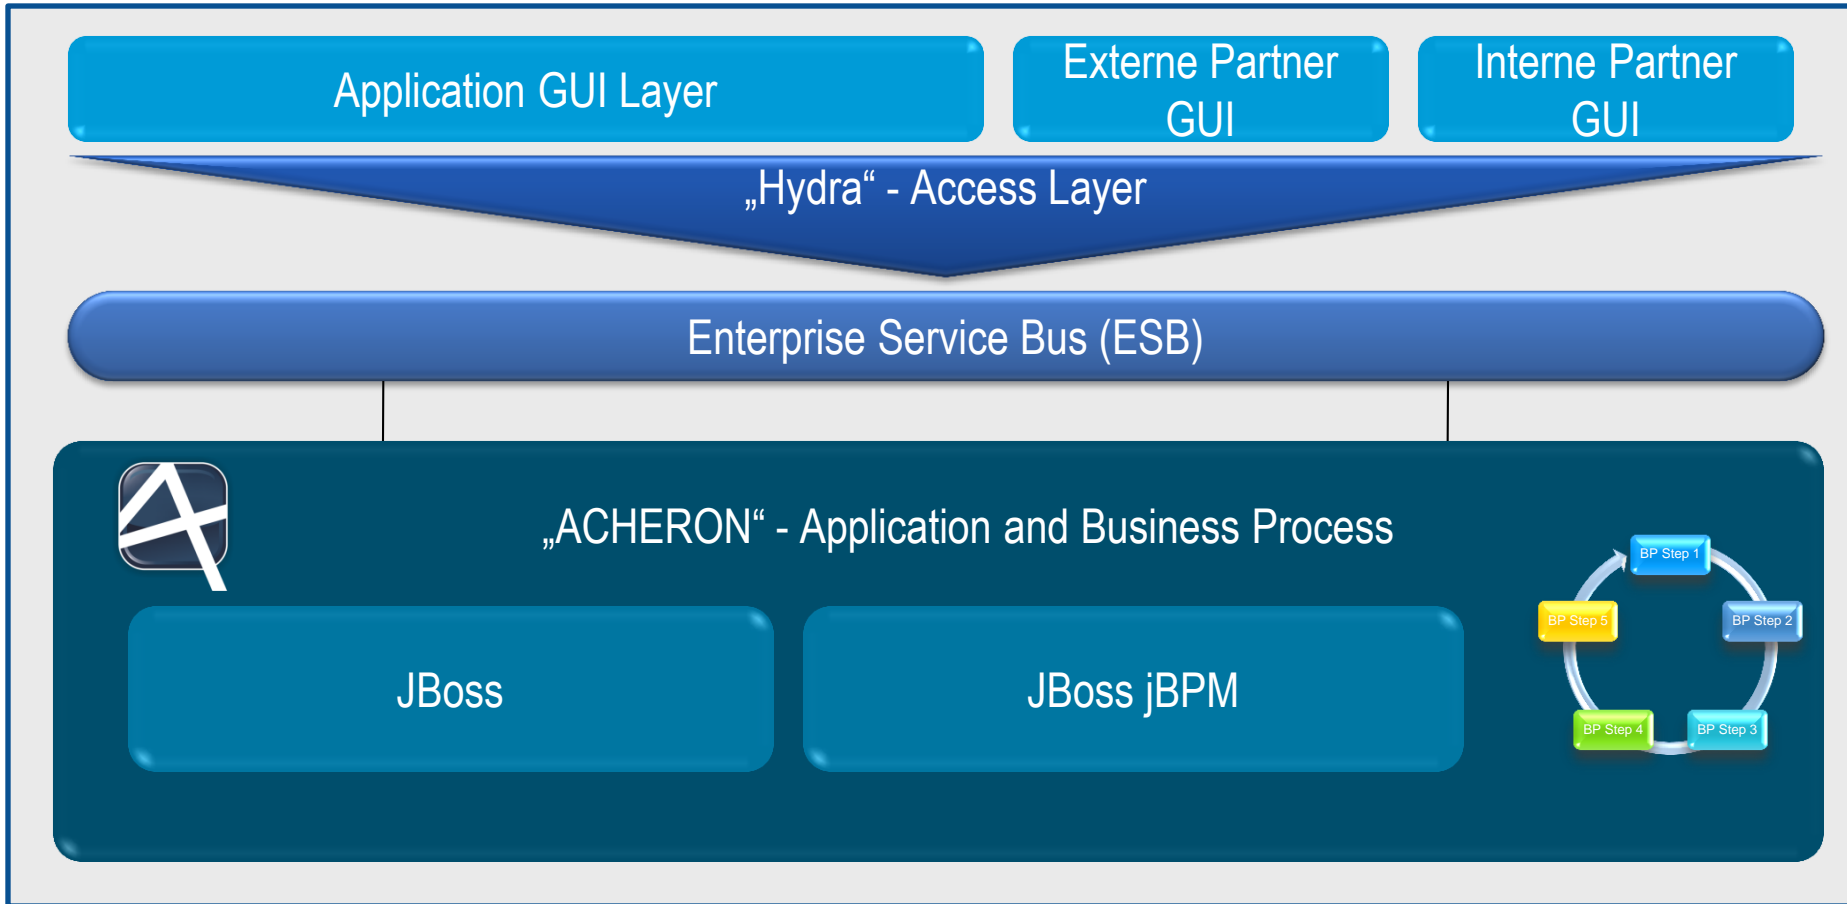 Application GUI Layer
Externe Partner
GUI
Interne Partner
GUI
„Hydra“ - Access Layer
Enterprise Service Bus (ESB)
„ACHERON“ - Application and Business Process
JBoss
JBoss jBPM
BP Step 1
BP Step 2
BP Step 3
BP Step 4
BP Step 5